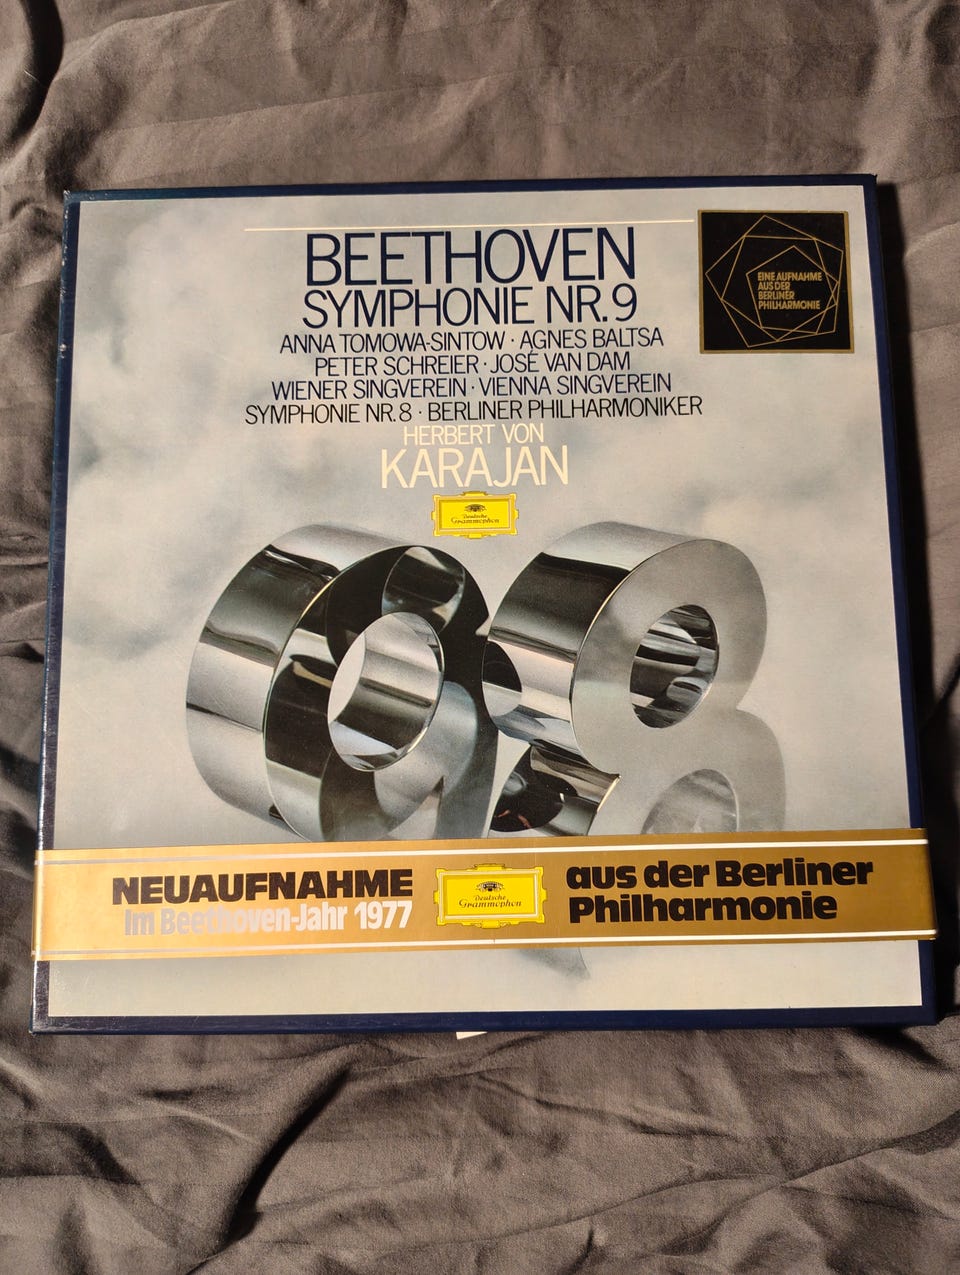 BEETHOVEN
SYMPHONIE NR. 9
ANNA TOMOWA-SINTOW · AGNES BALTSA
PETER SCHREIER · JOSÉ VAN DAM
WIENER SINGVEREIN · VIENNA SINGVEREIN
SYMPHONIE NR. 8 · BERLINER PHILHARMONIKER
HERBERT VON
KARAJAN
Deutsche
Grammophon
EINE AUFNAHME
AUS DER
BERLINER
PHILHARMONIE
98
NEUAUFNAHME
Im Beethoven-Jahr 1977
Deutsche
Grammophon
aus der Berliner
Philharmonie